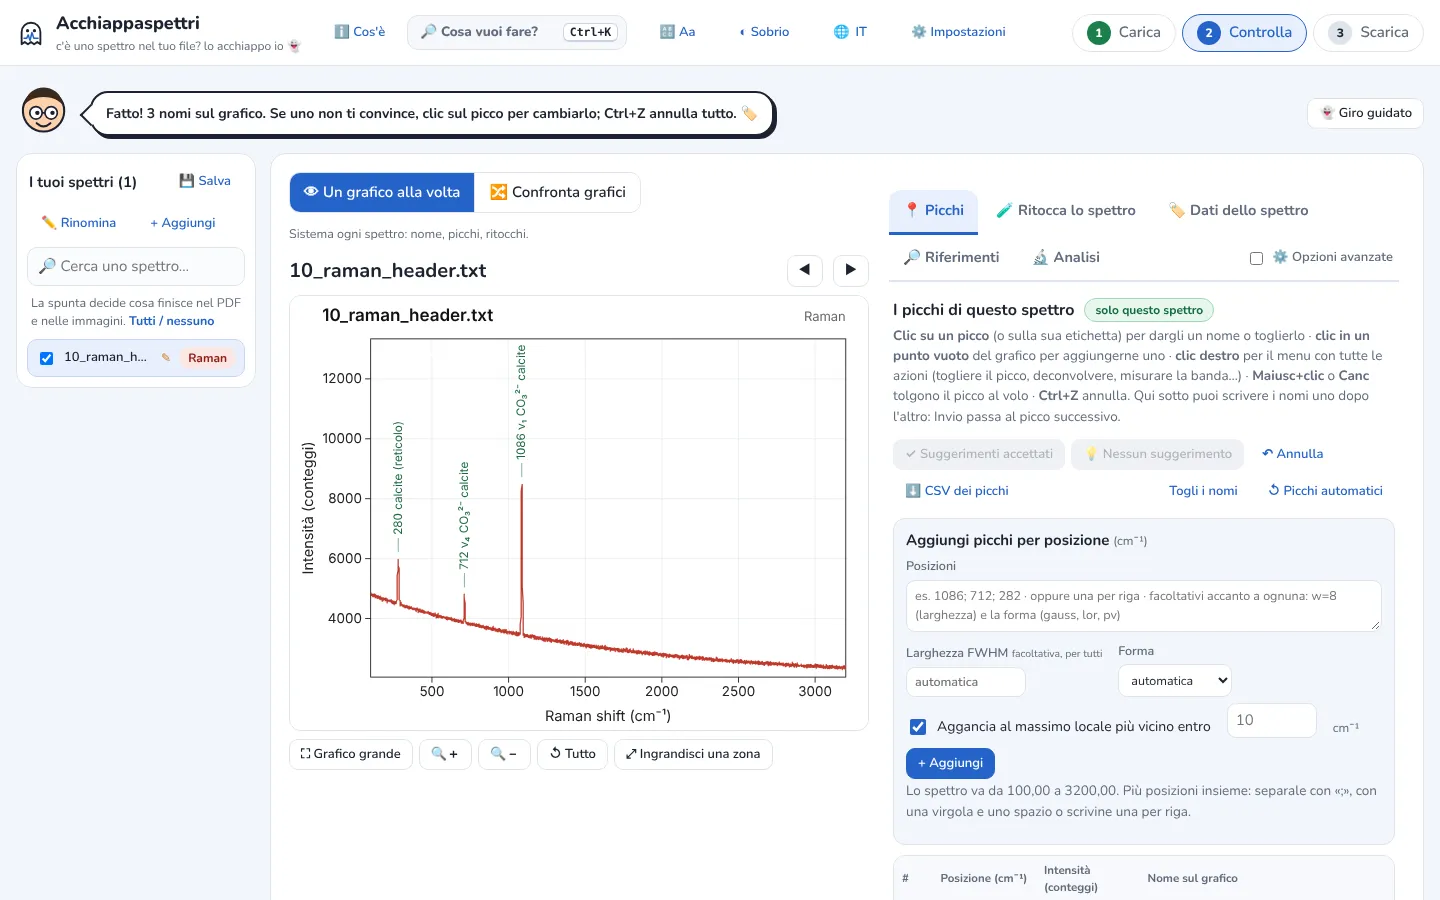 Acchiappaspettri
c'è uno spettro nel tuo file? lo acchiappo io 👻
ℹ️ Cos'è
🔎 Cosa vuoi fare? Ctrl+K
🔠 Aa
Sobrio
🌐 IT
⚙️ Impostazioni
1 Carica
2 Controlla
3 Scarica
Fatto! 3 nomi sul grafico. Se uno non ti convince, clic sul picco per cambiarlo; Ctrl+Z annulla tutto. 🏷️
👻 Giro guidato
I tuoi spettri (1)
💾 Salva
✏️ Rinomina
+ Aggiungi
🔎 Cerca uno spettro...
La spunta decide cosa finisce nel PDF
e nelle immagini. Tutti / nessuno
10_raman_h... ✎ Raman
👁 Un grafico alla volta
🔀 Confronta grafici
Sistema ogni spettro: nome, picchi, ritocchi.
10_raman_header.txt
◀ ▶
10_raman_header.txt
Raman
Intensità (conteggi)
12000
10000
8000
6000
4000
280 calcite (reticolo)
712 ν₄ CO₃²⁻ calcite
1086 ν₁ CO₃²⁻ calcite
500 1000 1500 2000 2500 3000
Raman shift (cm⁻¹)
⛶ Grafico grande
🔍 +
🔍 −
↺ Tutto
⤢ Ingrandisci una zona
📍 Picchi
🧪 Ritocca lo spettro
🏷️ Dati dello spettro
🔎 Riferimenti
🔬 Analisi
⚙️ Opzioni avanzate
I picchi di questo spettro solo questo spettro
Clic su un picco (o sulla sua etichetta) per dargli un nome o toglierlo · clic in un
punto vuoto del grafico per aggiungerne uno · clic destro per il menu con tutte le
azioni (togliere il picco, deconvolvere, misurare la banda...) · Maiusc+clic o Canc
tolgono il picco al volo · Ctrl+Z annulla. Qui sotto puoi scrivere i nomi uno dopo
l'altro: Invio passa al picco successivo.
✓ Suggerimenti accettati
💡 Nessun suggerimento
↶ Annulla
⬇️ CSV dei picchi
Togli i nomi
↺ Picchi automatici
Aggiungi picchi per posizione (cm⁻¹)
Posizioni
es. 1086; 712; 282 · oppure una per riga · facoltativi accanto a ognuna: w=8
(larghezza) e la forma (gauss, lor, pv)
Larghezza FWHM facoltativa, per tutti
Forma
automatica
automatica
Aggancia al massimo locale più vicino entro 10 cm⁻¹
+ Aggiungi
Lo spettro va da 100,00 a 3200,00. Più posizioni insieme: separale con «;», con
una virgola e uno spazio o scrivine una per riga.
# Posizione (cm⁻¹) Intensità (conteggi) Nome sul grafico